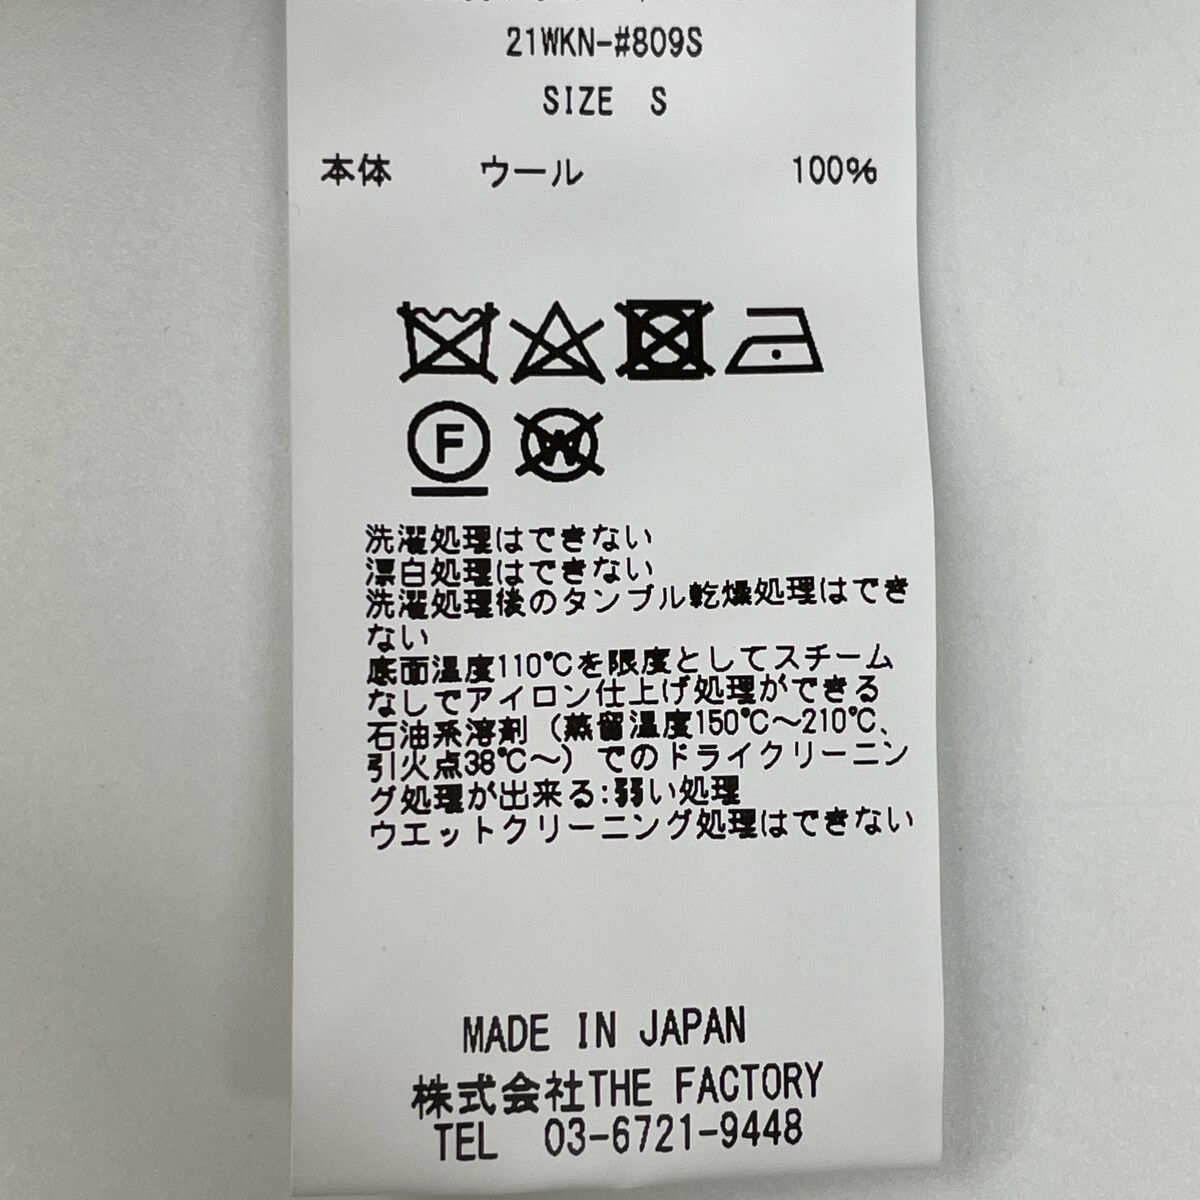 21WKN-#809S
SIZE S
本体 ウール 100%
F
W
洗濯処理はできない
漂白処理はできない
洗濯処理後のタンブル乾燥処理はでき
ない
底面温度110℃を限度としてスチーム
なしでアイロン仕上げ処理ができる
石油系溶剤（蒸留温度150℃～210℃、
引火点38℃～）でのドライクリーニン
グ処理が出来る:弱い処理
ウエットクリーニング処理はできない
MADE IN JAPAN
株式会社THE FACTORY
TEL 03-6721-9448